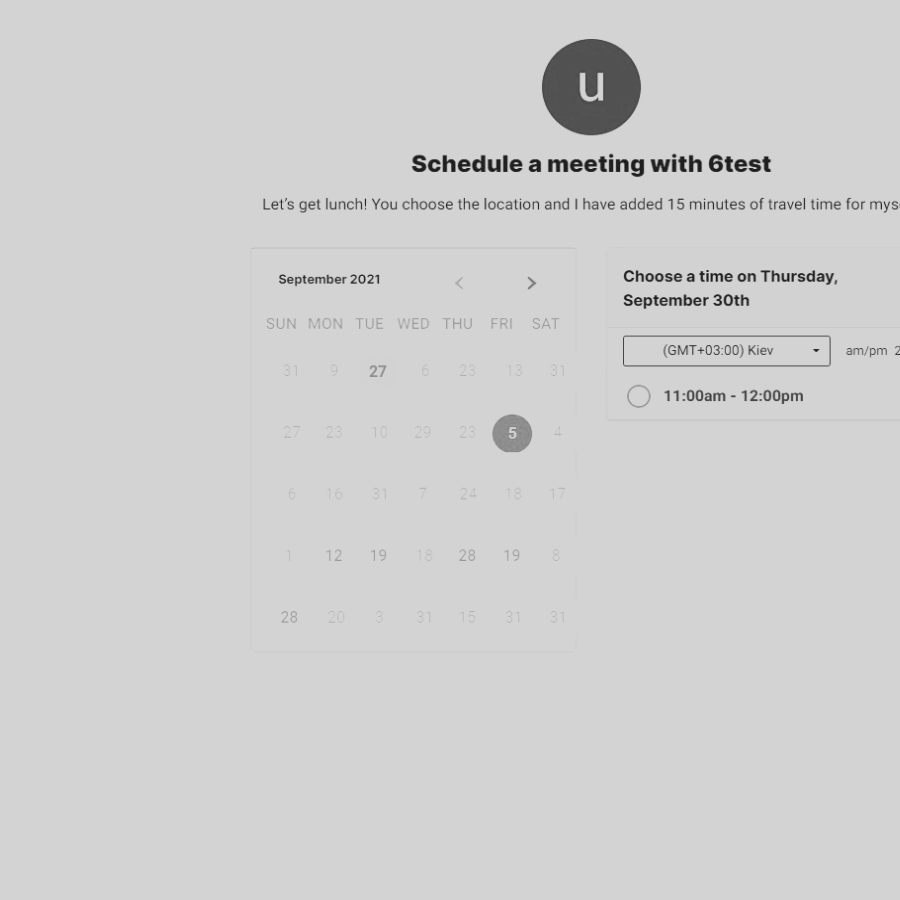 u
Schedule a meeting with 6test
Let's get lunch! You choose the location and I have added 15 minutes of travel time for
September 2021
SUN MON TUE WED THU FRI SAT
31 9 27 6 23 13 31
27 23 10 29 23 5 4
6 16 31 7 24 18 17
1 12 19 18 28 19 8
28 20 3 31 15 31 31
Choose a time on Thursday,
September 30th
(GMT+03:00) Kiev am/pm
11:00am - 12:00pm